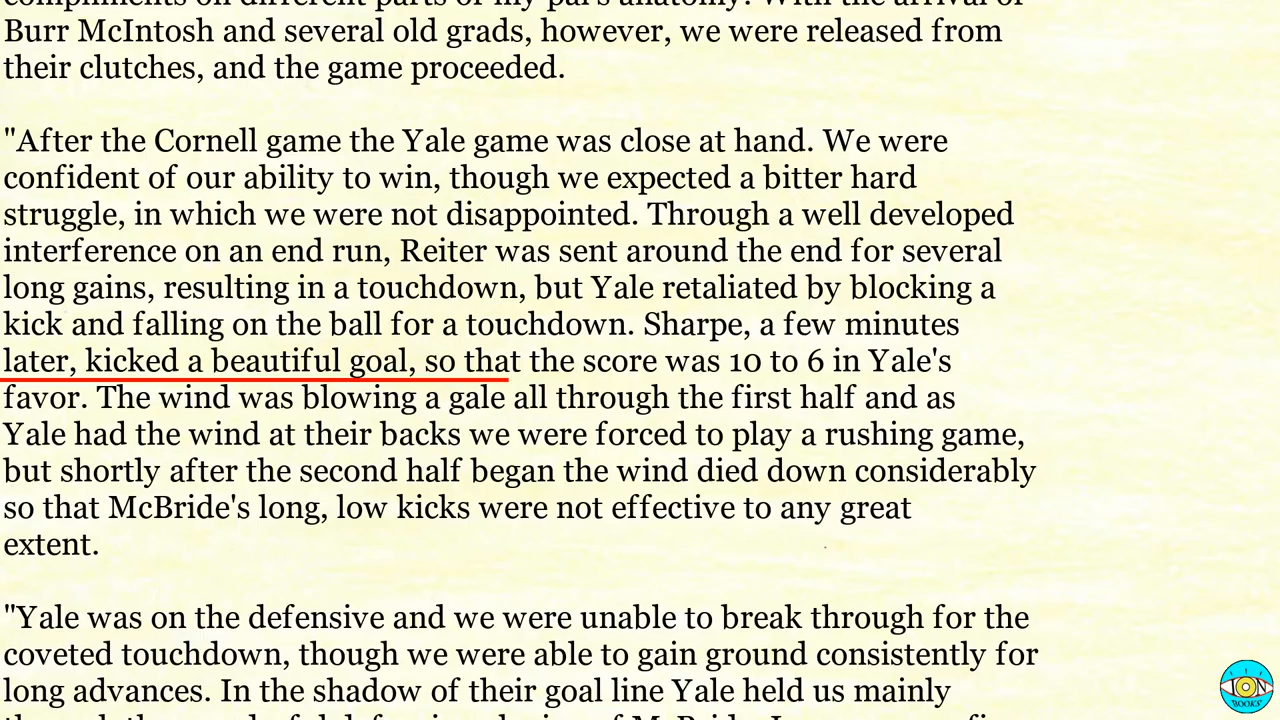 Burr McIntosh and several old grads, however, we were released from
their clutches, and the game proceeded.
"After the Cornell game the Yale game was close at hand. We were
confident of our ability to win, though we expected a bitter hard
struggle, in which we were not disappointed. Through a well developed
interference on an end run, Reiter was sent around the end for several
long gains, resulting in a touchdown, but Yale retaliated by blocking a
kick and falling on the ball for a touchdown. Sharpe, a few minutes
later, kicked a beautiful goal, so that the score was 10 to 6 in Yale's
favor. The wind was blowing a gale all through the first half and as
Yale had the wind at their backs we were forced to play a rushing game,
but shortly after the second half began the wind died down considerably
so that McBride's long, low kicks were not effective to any great
extent.
"Yale was on the defensive and we were unable to break through for the
coveted touchdown, though we were able to gain ground consistently for
long advances. In the shadow of their goal line Yale held us mainly
ION
BOOKS